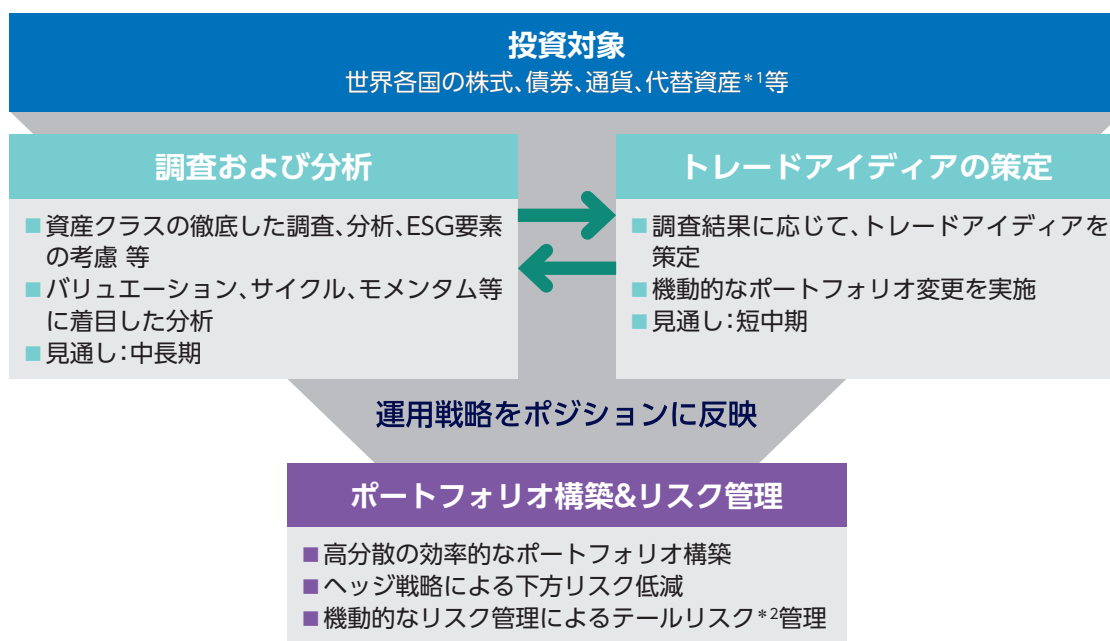 投資対象
世界各国の株式、債券、通貨、代替資産*1等
調査および分析
■資産クラスの徹底した調査、分析、ESG要素
の考慮 等
■バリュエーション、サイクル、モメンタム等
に着目した分析
■見通し：中長期
トレードアイディアの策定
■調査結果に応じて、トレードアイディアを
策定
■機動的なポートフォリオ変更を実施
■見通し：短中期
運用戦略をポジションに反映
ポートフォリオ構築&リスク管理
■高分散の効率的なポートフォリオ構築
■ヘッジ戦略による下方リスク低減
■機動的なリスク管理によるテールリスク*2管理